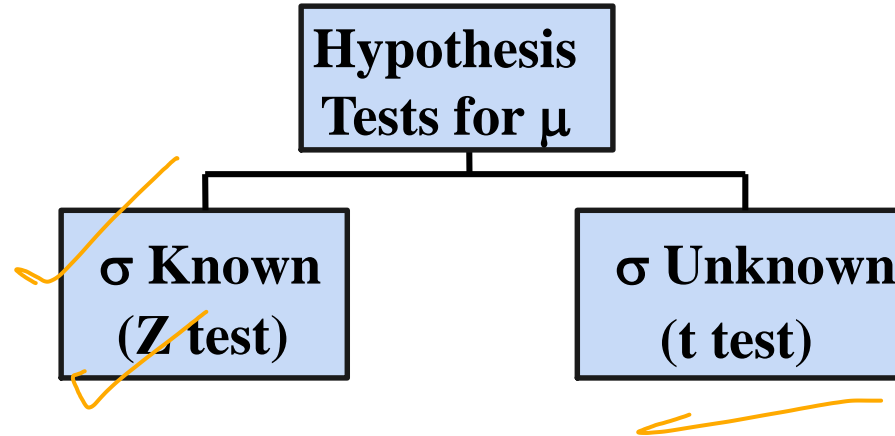 Hypothesis
Tests for μ
σ Known
(Z test)
σ Unknown
(t test)